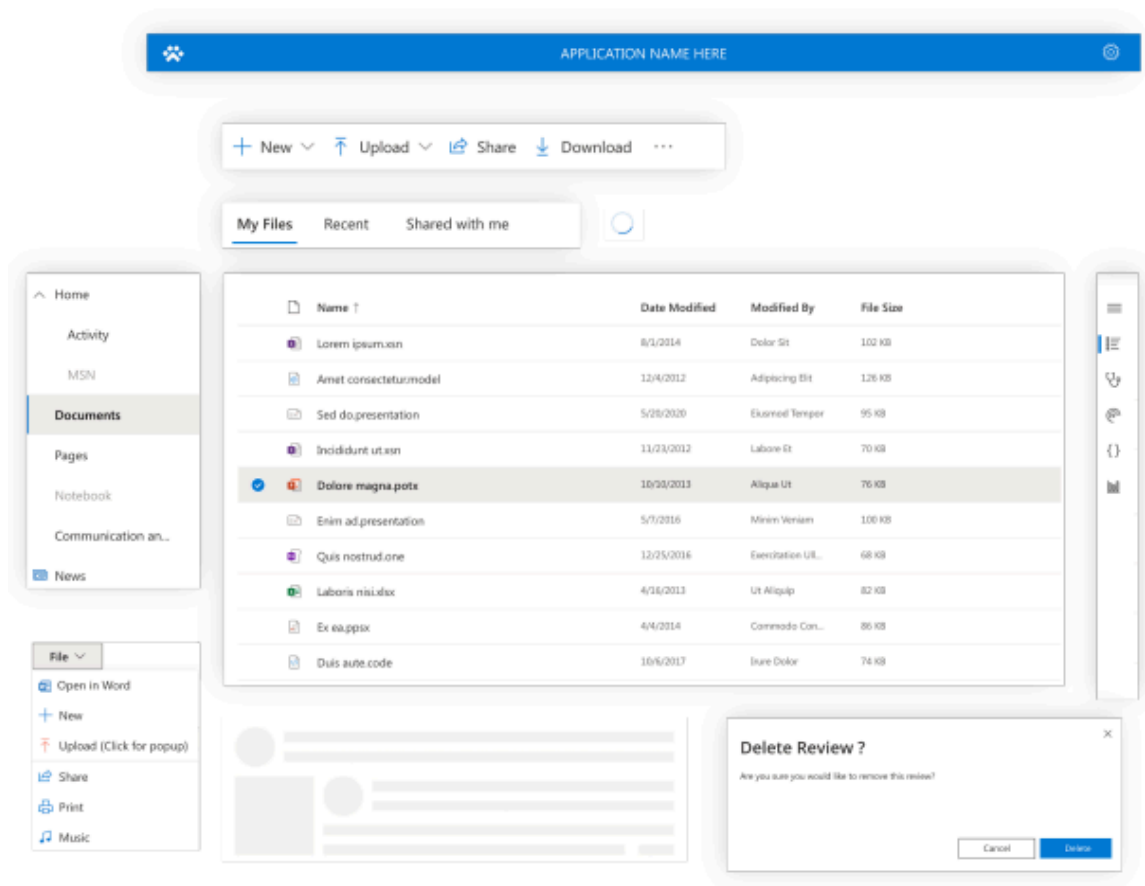 APPLICATION NAME HERE
New Upload Share Download ...
My Files Recent Shared with me
Home
Activity
MSN
Documents
Pages
Notebook
Communication an...
News
Name ↑ Date Modified Modified By File Size
Lorem ipsum.xsn 8/1/2014 Dolor Sit 102 KB
Amet consectetur.model 12/4/2012 Adipiscing Elit 126 KB
Sed do.presentation 5/20/2020 Eiusmod Tempor 95 KB
Incididunt ut.xsn 11/23/2012 Labore Et 70 KB
Dolore magna.potx 10/10/2013 Aliqua Ut 76 KB
Enim ad.presentation 5/7/2016 Minim Veniam 100 KB
Quis nostrud.one 12/25/2016 Exercitation Ull... 68 KB
Laboris nisi.xlsx 4/16/2013 Ut Aliquip 82 KB
Ex ea.ppsx 4/4/2014 Commodo Con... 86 KB
Duis aute.code 10/6/2017 Irure Dolor 74 KB
File
Open in Word
New
Upload (Click for popup)
Share
Print
Music
Delete Review ?
Are you sure you would like to remove this review?
Cancel Delete